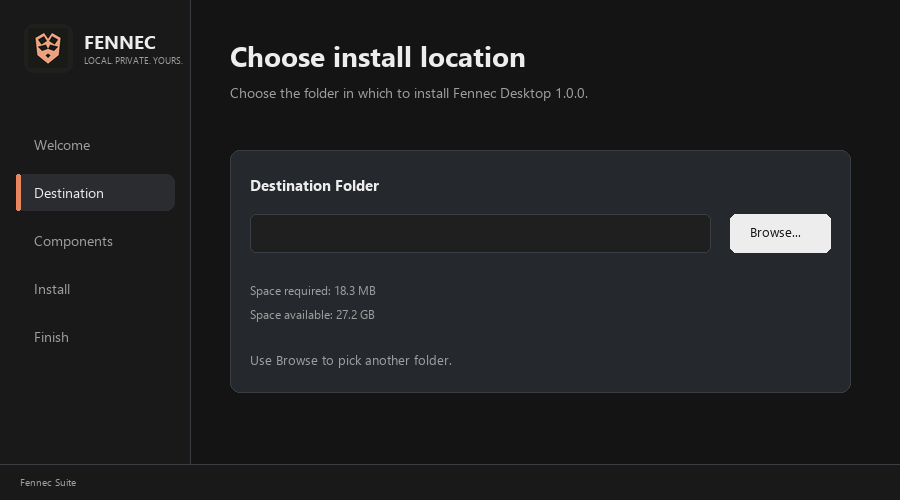 FENNEC
LOCAL. PRIVATE. YOURS.
Welcome
Destination
Components
Install
Finish
Choose install location
Choose the folder in which to install Fennec Desktop 1.0.0.
Destination Folder
Browse...
Space required: 18.3 MB
Space available: 27.2 GB
Use Browse to pick another folder.
Fennec Suite